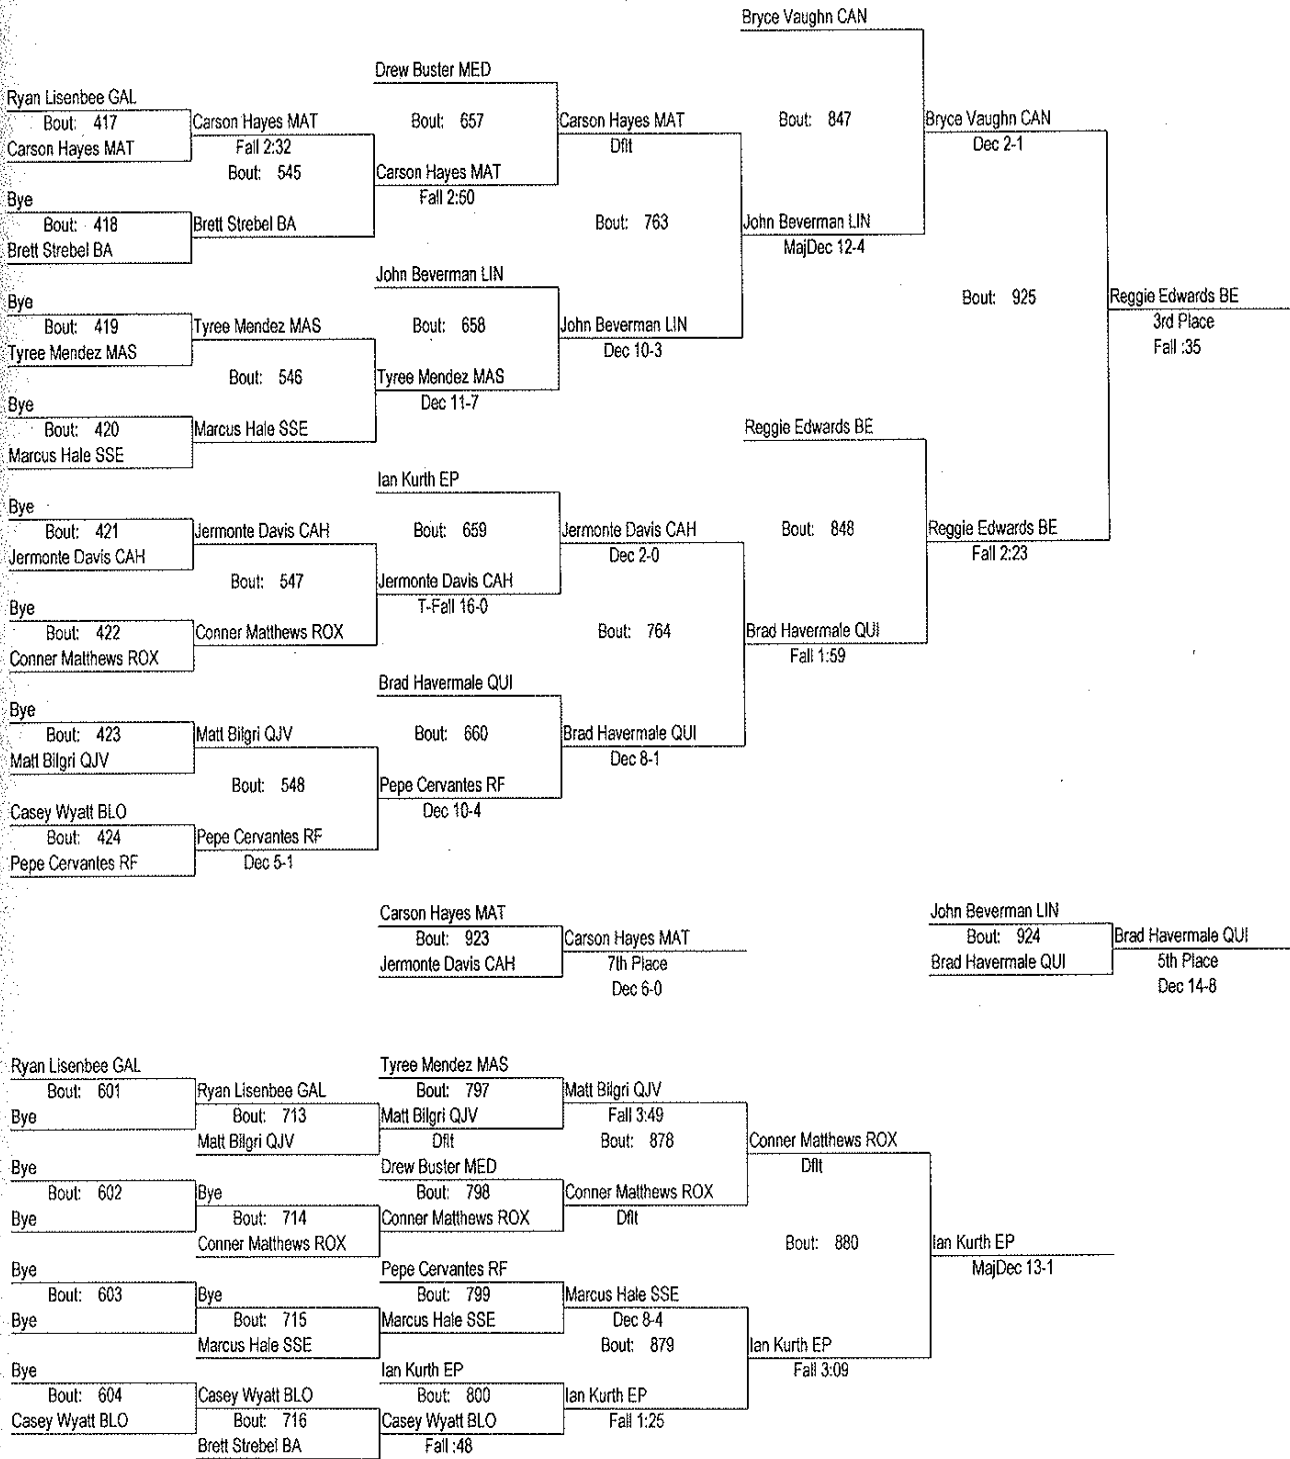 Bryce Vaughn CAN
Drew Buster MED
Ryan Lisenbee GAL
Bout: 417
Carson Hayes MAT
Carson Hayes MAT
Fall 2:32
Bout: 545
Bout: 657
Carson Hayes MAT
Dflt
Bout: 847
Bryce Vaughn CAN
Dec 2-1
Carson Hayes MAT
Fall 2:50
Bye
Bout: 418
Brett Strebel BA
Brett Strebel BA
Bout: 763
John Beverman LIN
MajDec 12-4
John Beverman LIN
Bye
Bout: 419
Tyree Mendez MAS
Tyree Mendez MAS
Bout: 658
John Beverman LIN
Dec 10-3
Bout: 925
Reggie Edwards BE
3rd Place
Fall :35
Bout: 546
Tyree Mendez MAS
Dec 11-7
Bye
Bout: 420
Marcus Hale SSE
Marcus Hale SSE
Reggie Edwards BE
Ian Kurth EP
Bye
Bout: 421
Jermonte Davis CAH
Jermonte Davis CAH
Bout: 659
Jermonte Davis CAH
Dec 2-0
Bout: 848
Reggie Edwards BE
Fall 2:23
Bout: 547
Jermonte Davis CAH
T-Fall 16-0
Bye
Bout: 422
Conner Matthews ROX
Conner Matthews ROX
Bout: 764
Brad Havermale QUI
Fall 1:59
Brad Havermale QUI
Bye
Bout: 423
Matt Bilgri QJV
Matt Bilgri QJV
Bout: 660
Brad Havermale QUI
Dec 8-1
Bout: 548
Pepe Cervantes RF
Dec 10-4
Casey Wyatt BLO
Bout: 424
Pepe Cervantes RF
Pepe Cervantes RF
Dec 5-1
Carson Hayes MAT
Bout: 923
Jermonte Davis CAH
Carson Hayes MAT
7th Place
Dec 6-0
John Beverman LIN
Bout: 924
Brad Havermale QUI
Brad Havermale QUI
5th Place
Dec 14-8
Ryan Lisenbee GAL
Bout: 601
Bye
Ryan Lisenbee GAL
Bout: 713
Matt Bilgri QJV
Tyree Mendez MAS
Bout: 797
Matt Bilgri QJV
Dflt
Matt Bilgri QJV
Fall 3:49
Bout: 878
Conner Matthews ROX
Dflt
Bye
Bout: 602
Bye
Bye
Bout: 714
Conner Matthews ROX
Drew Buster MED
Bout: 798
Conner Matthews ROX
Conner Matthews ROX
Dflt
Bout: 880
Ian Kurth EP
MajDec 13-1
Bye
Bout: 603
Bye
Bye
Bout: 715
Marcus Hale SSE
Pepe Cervantes RF
Bout: 799
Marcus Hale SSE
Marcus Hale SSE
Dec 8-4
Bout: 879
Ian Kurth EP
Fall 3:09
Bye
Bout: 604
Casey Wyatt BLO
Casey Wyatt BLO
Bout: 716
Brett Strebel BA
Ian Kurth EP
Bout: 800
Casey Wyatt BLO
Fall :48
Ian Kurth EP
Fall 1:25